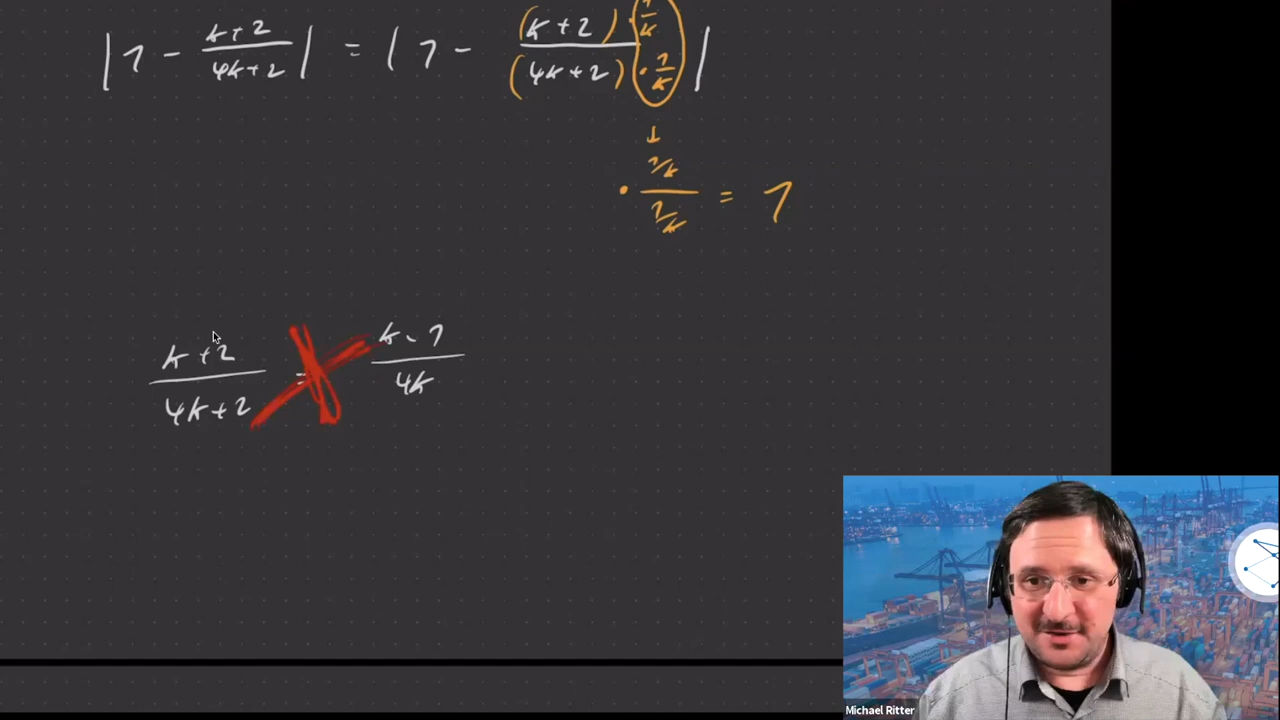 |1 - (k+2)/(4k+2)| = |1 - ((k+2)·1/k)/((4k+2)·1/k)|
↓
· (1/k)/(1/k) = 1
(k+2)/(4k+2) = (k-1)/(4k)
Michael Ritter